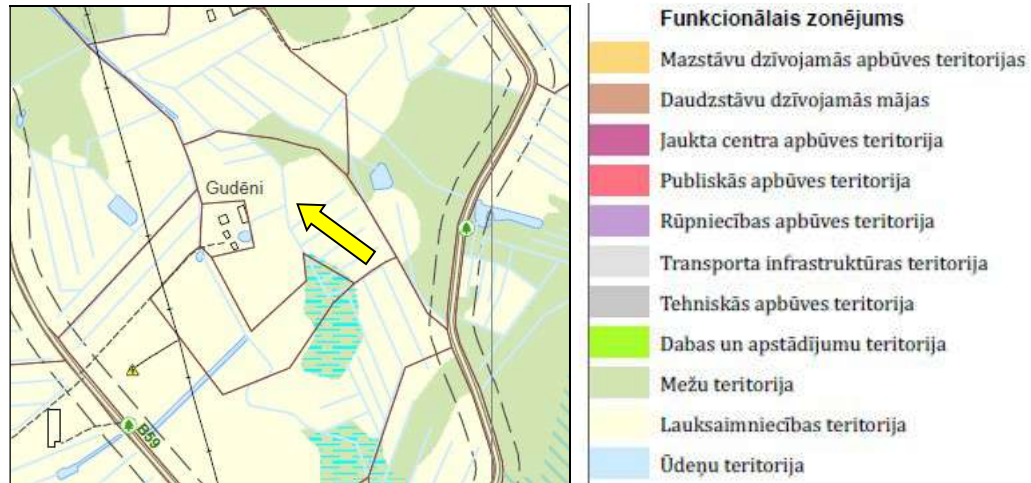 Gudēni
B59
Funkcionālais zonējums
Mazstāvu dzīvojamās apbūves teritorijas
Daudzstāvu dzīvojamās mājas
Jaukta centra apbūves teritorija
Publiskās apbūves teritorija
Rūpniecības apbūves teritorija
Transporta infrastruktūras teritorija
Tehniskās apbūves teritorija
Dabas un apstādījumu teritorija
Mežu teritorija
Lauksaimniecības teritorija
Ūdeņu teritorija